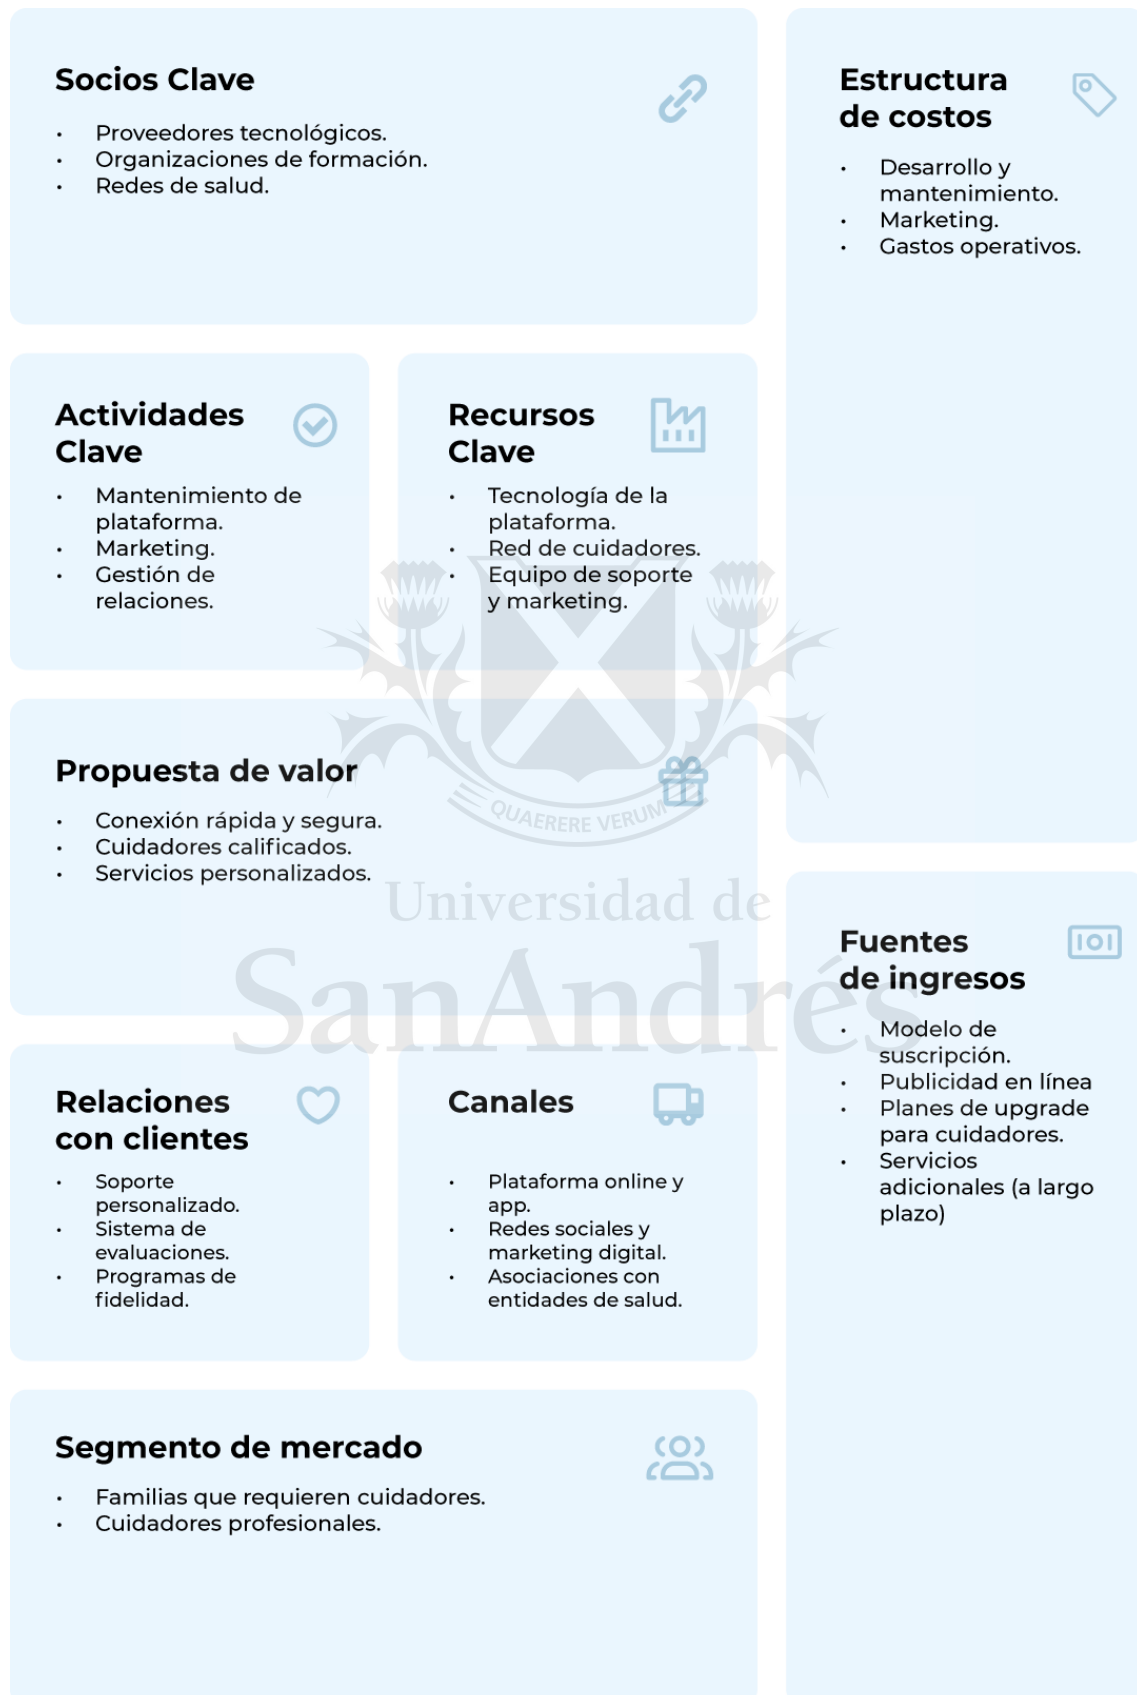 Socios Clave
• Proveedores tecnológicos.
• Organizaciones de formación.
• Redes de salud.
Estructura
de costos
• Desarrollo y
mantenimiento.
• Marketing.
• Gastos operativos.
Actividades
Clave
• Mantenimiento de
plataforma.
• Marketing.
• Gestión de
relaciones.
Recursos
Clave
• Tecnología de la
plataforma.
• Red de cuidadores.
• Equipo de soporte
y marketing.
Propuesta de valor
• Conexión rápida y segura.
• Cuidadores calificados.
• Servicios personalizados.
QUAERERE VERUM
Universidad de
SanAndrés
Fuentes
de ingresos
• Modelo de
suscripción.
• Publicidad en línea
• Planes de upgrade
para cuidadores.
• Servicios
adicionales (a largo
plazo)
Relaciones
con clientes
• Soporte
personalizado.
• Sistema de
evaluaciones.
• Programas de
fidelidad.
Canales
• Plataforma online y
app.
• Redes sociales y
marketing digital.
• Asociaciones con
entidades de salud.
Segmento de mercado
• Familias que requieren cuidadores.
• Cuidadores profesionales.